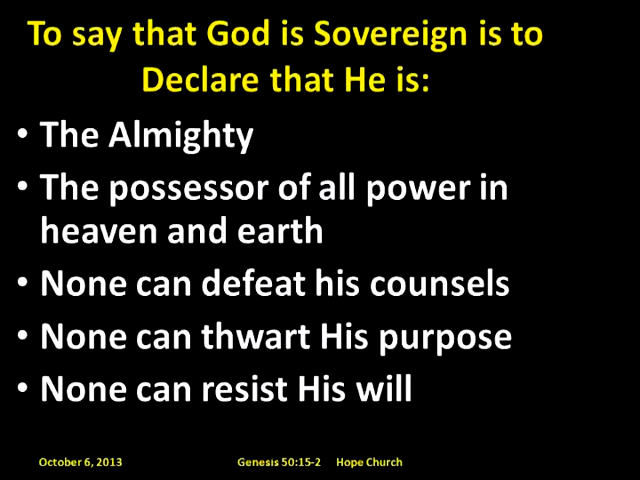 To say that God is Sovereign is to
Declare that He is:
• The Almighty
• The possessor of all power in
heaven and earth
• None can defeat his counsels
• None can thwart His purpose
• None can resist His will
October 6, 2013 Genesis 50:15-2 Hope Church